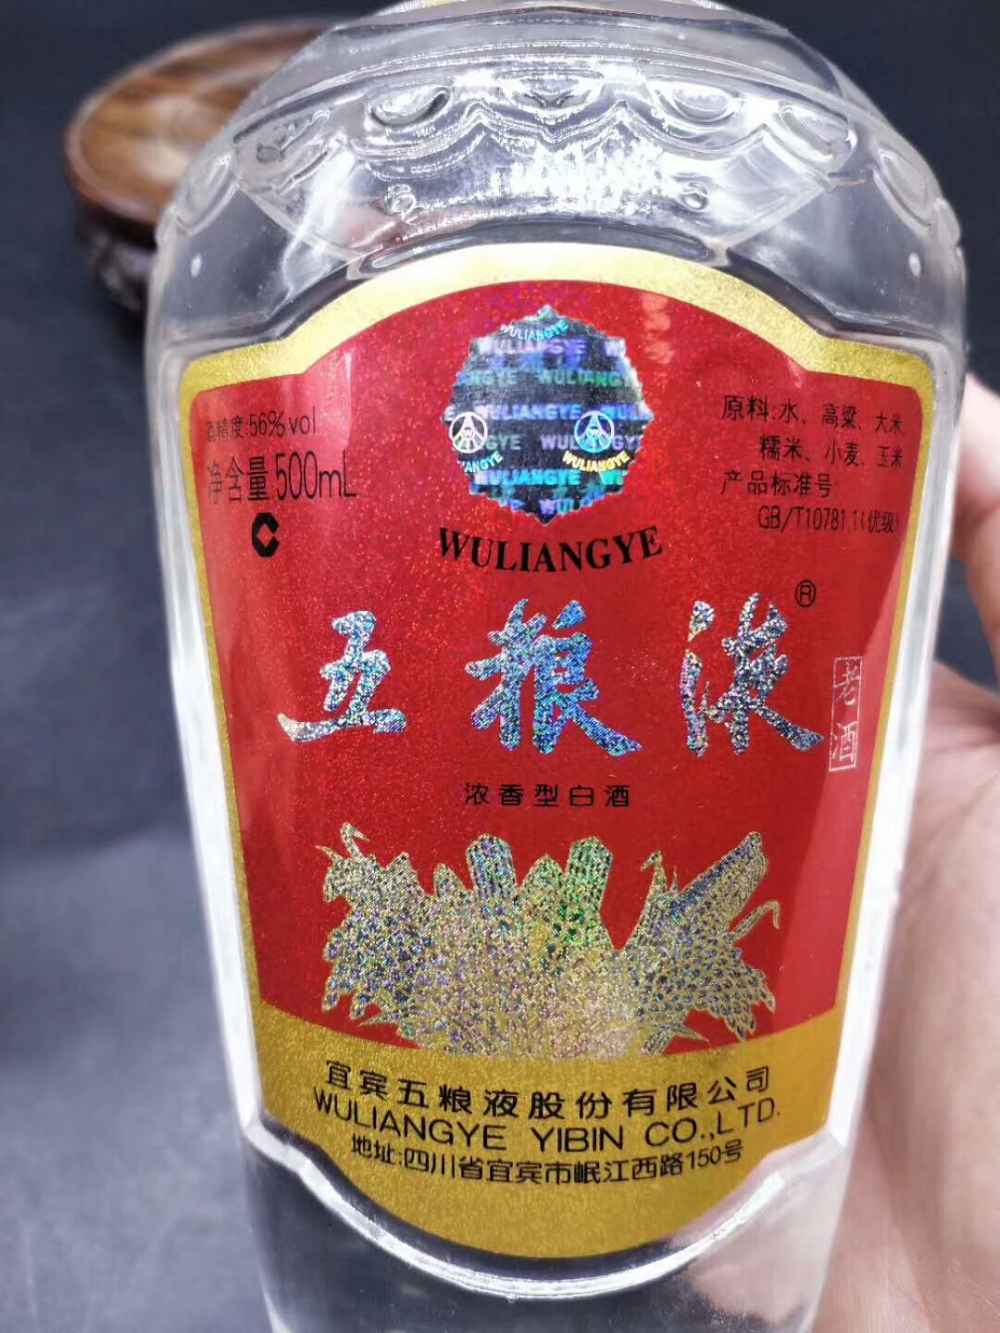 酒精度:56%vol
净含量500mL
C
原料:水、高粱、大米
糯米、小麦、玉米
产品标准号
GB/T10781.1(优级)
WULIANGYE
WULIANGYE
WULIANGYE
WULIANGYE
五粮液®
老酒
浓香型白酒
宜宾五粮液股份有限公司
WULIANGYE YIBIN CO.,LTD.
地址:四川省宜宾市岷江西路150号